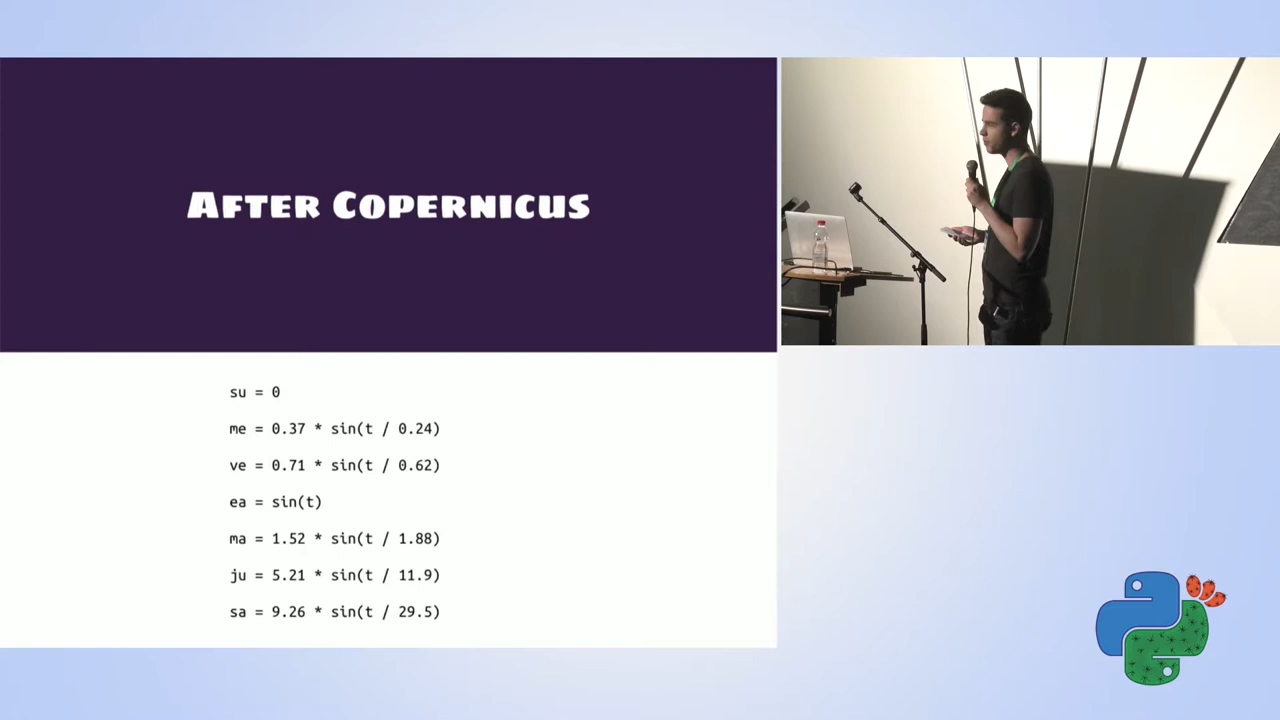 After Copernicus
su = 0
me = 0.37 * sin(t / 0.24)
ve = 0.71 * sin(t / 0.62)
ea = sin(t)
ma = 1.52 * sin(t / 1.88)
ju = 5.21 * sin(t / 11.9)
sa = 9.26 * sin(t / 29.5)